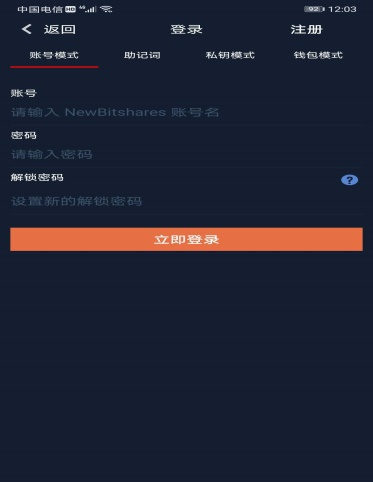 中国电信 HD 92 12:03
返回 登录 注册
账号模式 助记词 私钥模式 钱包模式
账号
请输入 NewBitshares 账号名
密码
请输入密码
解锁密码
?
设置新的解锁密码
立即登录